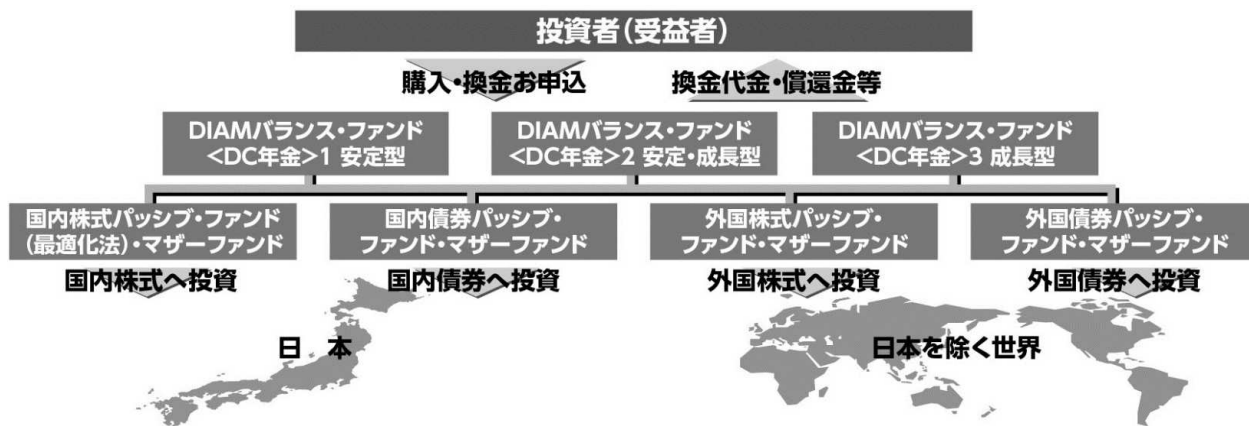 投資者(受益者)
購入・換金お申込
換金代金・償還金等
DIAMバランス・ファンド
<DC年金>1 安定型
DIAMバランス・ファンド
<DC年金>2 安定・成長型
DIAMバランス・ファンド
<DC年金>3 成長型
国内株式パッシブ・ファンド
(最適化法)・マザーファンド
国内債券パッシブ・
ファンド・マザーファンド
外国株式パッシブ・
ファンド・マザーファンド
外国債券パッシブ・
ファンド・マザーファンド
国内株式へ投資
国内債券へ投資
外国株式へ投資
外国債券へ投資
日 本
日本を除く世界